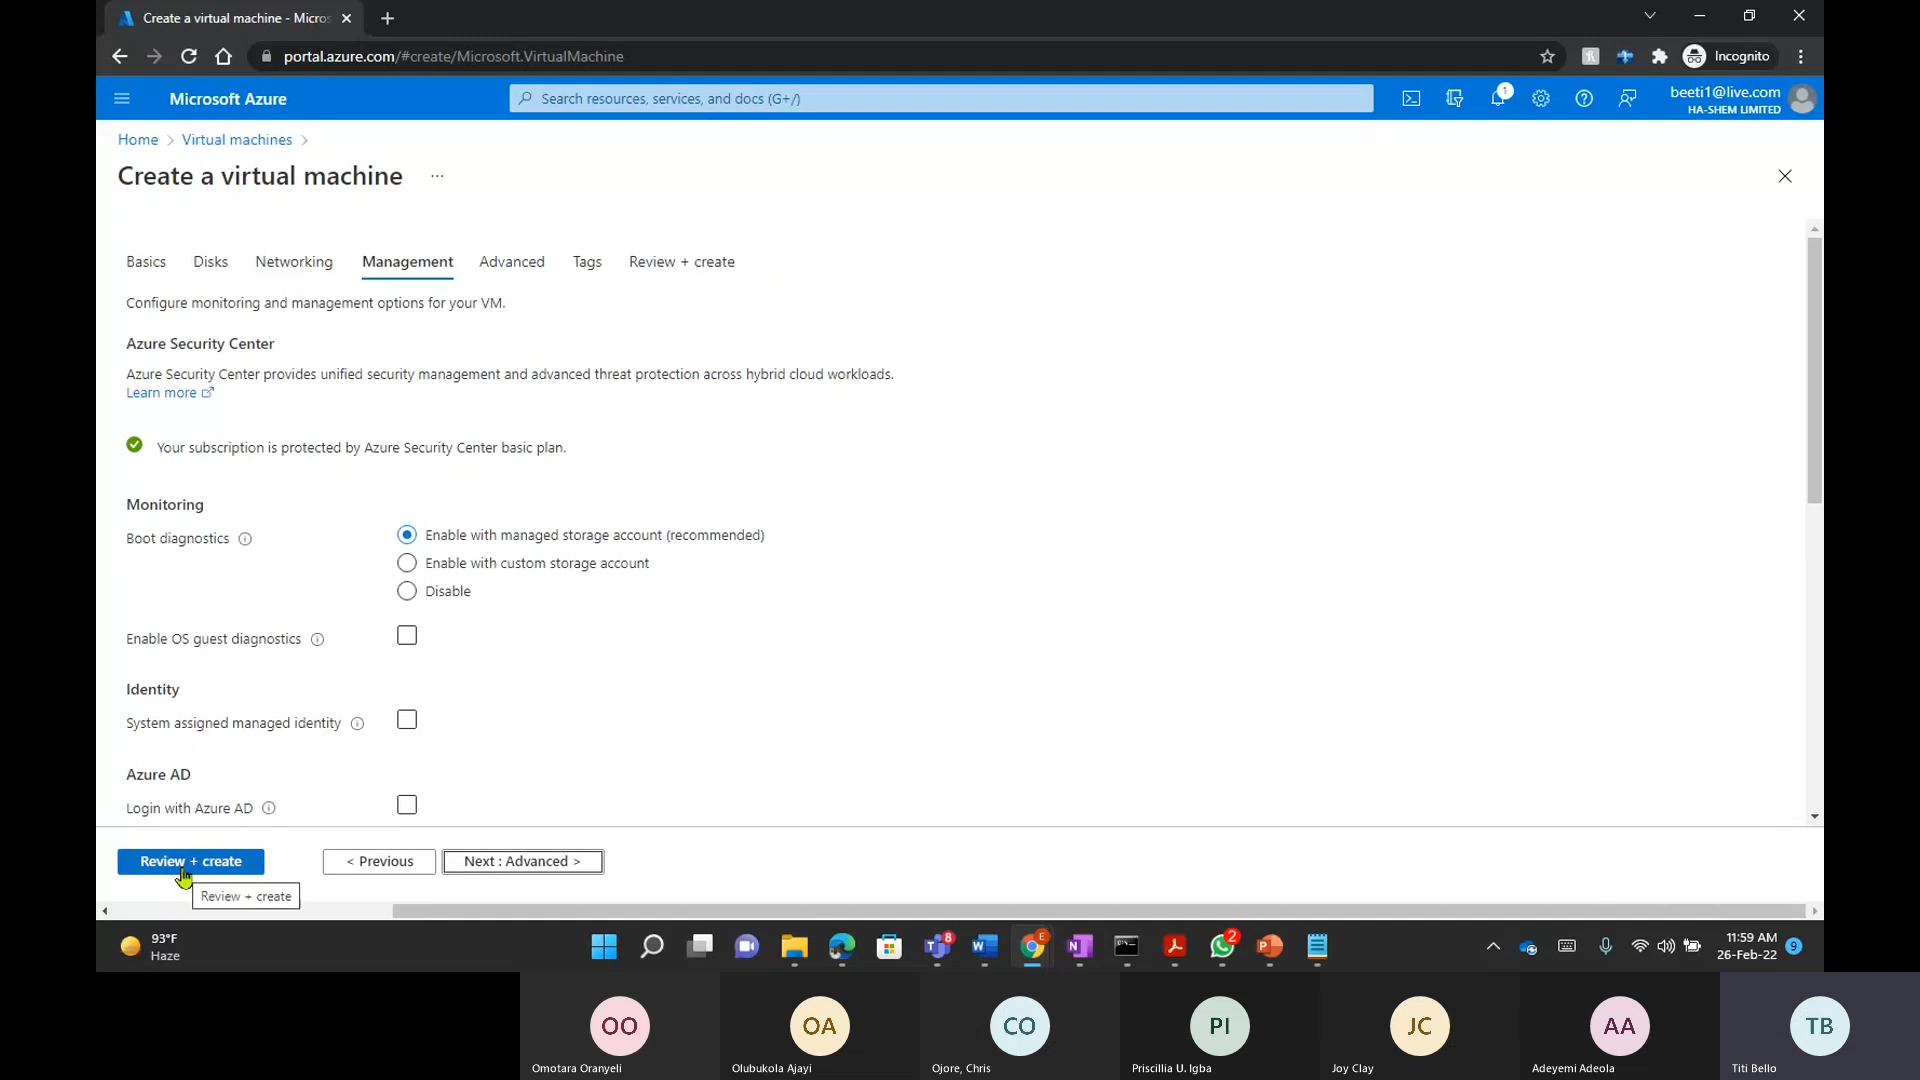 Create a virtual machine - Micros
portal.azure.com/#create/Microsoft.VirtualMachine
Incognito
Microsoft Azure
Search resources, services, and docs (G+/)
1
beeti1@live.com
HA-SHEM LIMITED
Home > Virtual machines >
Create a virtual machine ...
Basics Disks Networking Management Advanced Tags Review + create
Configure monitoring and management options for your VM.
Azure Security Center
Azure Security Center provides unified security management and advanced threat protection across hybrid cloud workloads.
Learn more
Your subscription is protected by Azure Security Center basic plan.
Monitoring
Boot diagnostics
Enable with managed storage account (recommended)
Enable with custom storage account
Disable
Enable OS guest diagnostics
Identity
System assigned managed identity
Azure AD
Login with Azure AD
Review + create
< Previous
Next : Advanced >
Review + create
93°F
Haze
8
E
2
11:59 AM
26-Feb-22
9
OO OA CO PI JC AA TB
Omotara Oranyeli Olubukola Ajayi Ojore, Chris Priscillia U. Igba Joy Clay Adeyemi Adeola Titi Bello